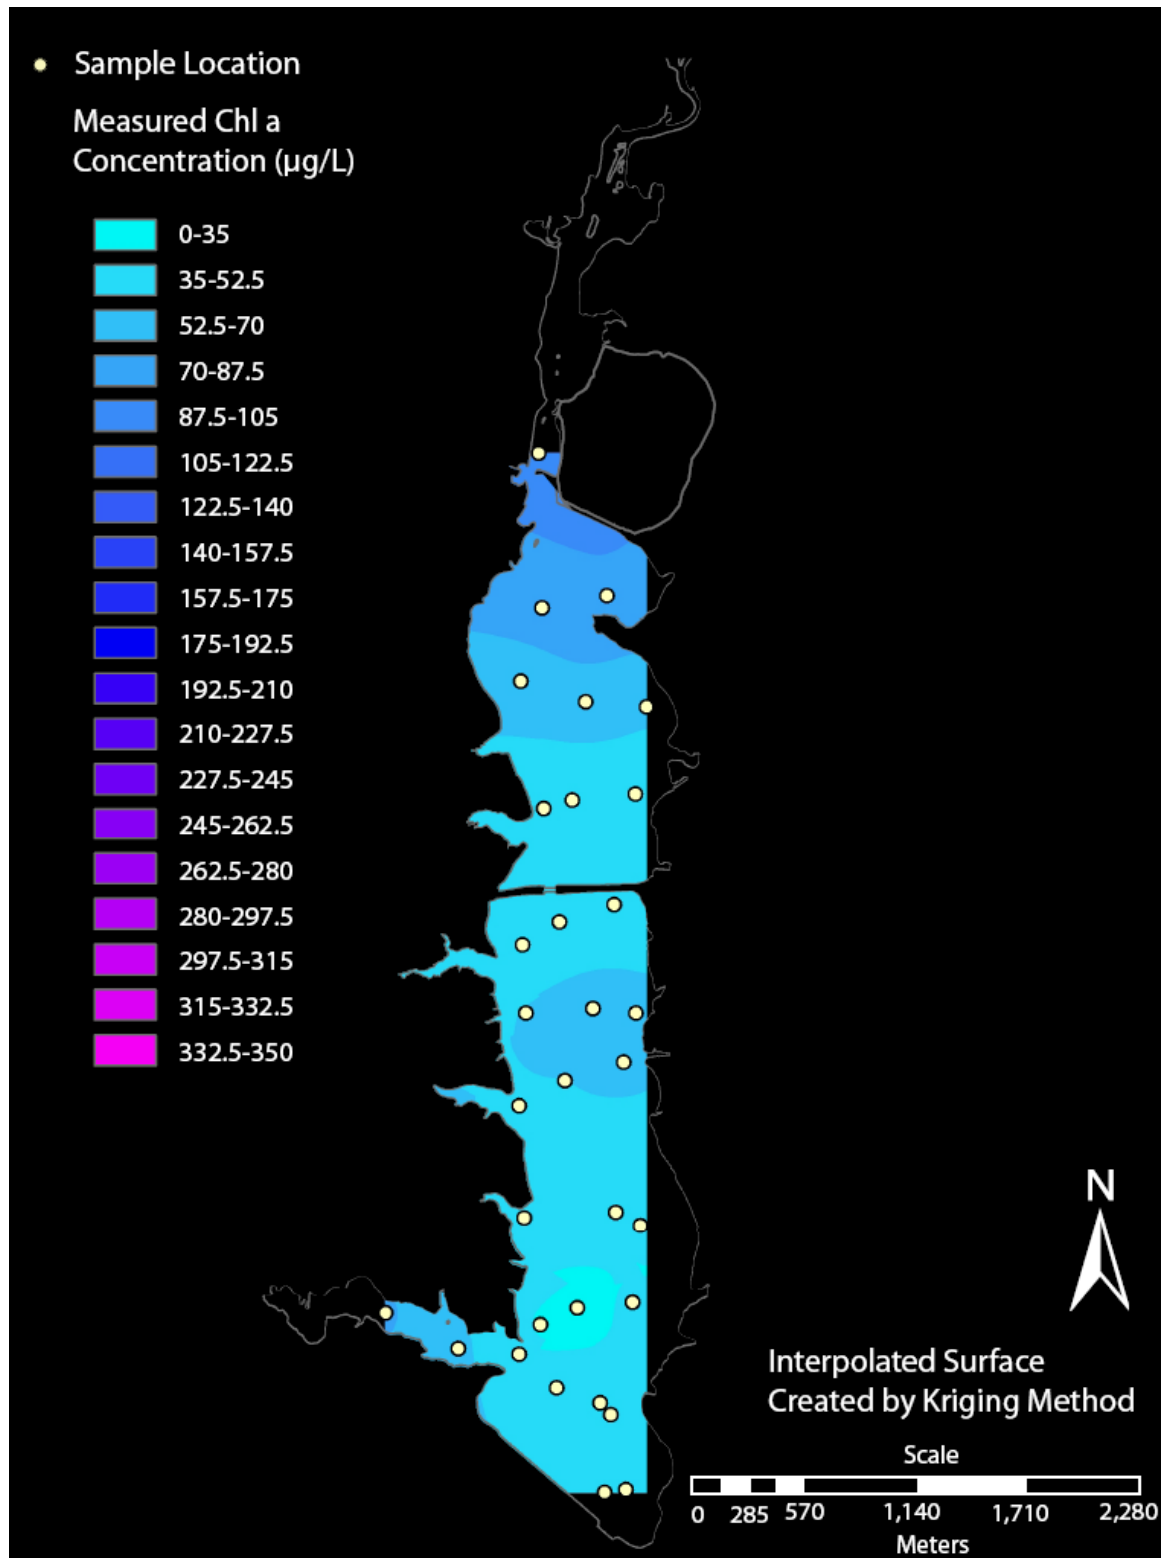 Sample Location
Measured Chl a
Concentration (µg/L)
0-35
35-52.5
52.5-70
70-87.5
87.5-105
105-122.5
122.5-140
140-157.5
157.5-175
175-192.5
192.5-210
210-227.5
227.5-245
245-262.5
262.5-280
280-297.5
297.5-315
315-332.5
332.5-350
N
Interpolated Surface
Created by Kriging Method
Scale
0 285 570 1,140 1,710 2,280
Meters